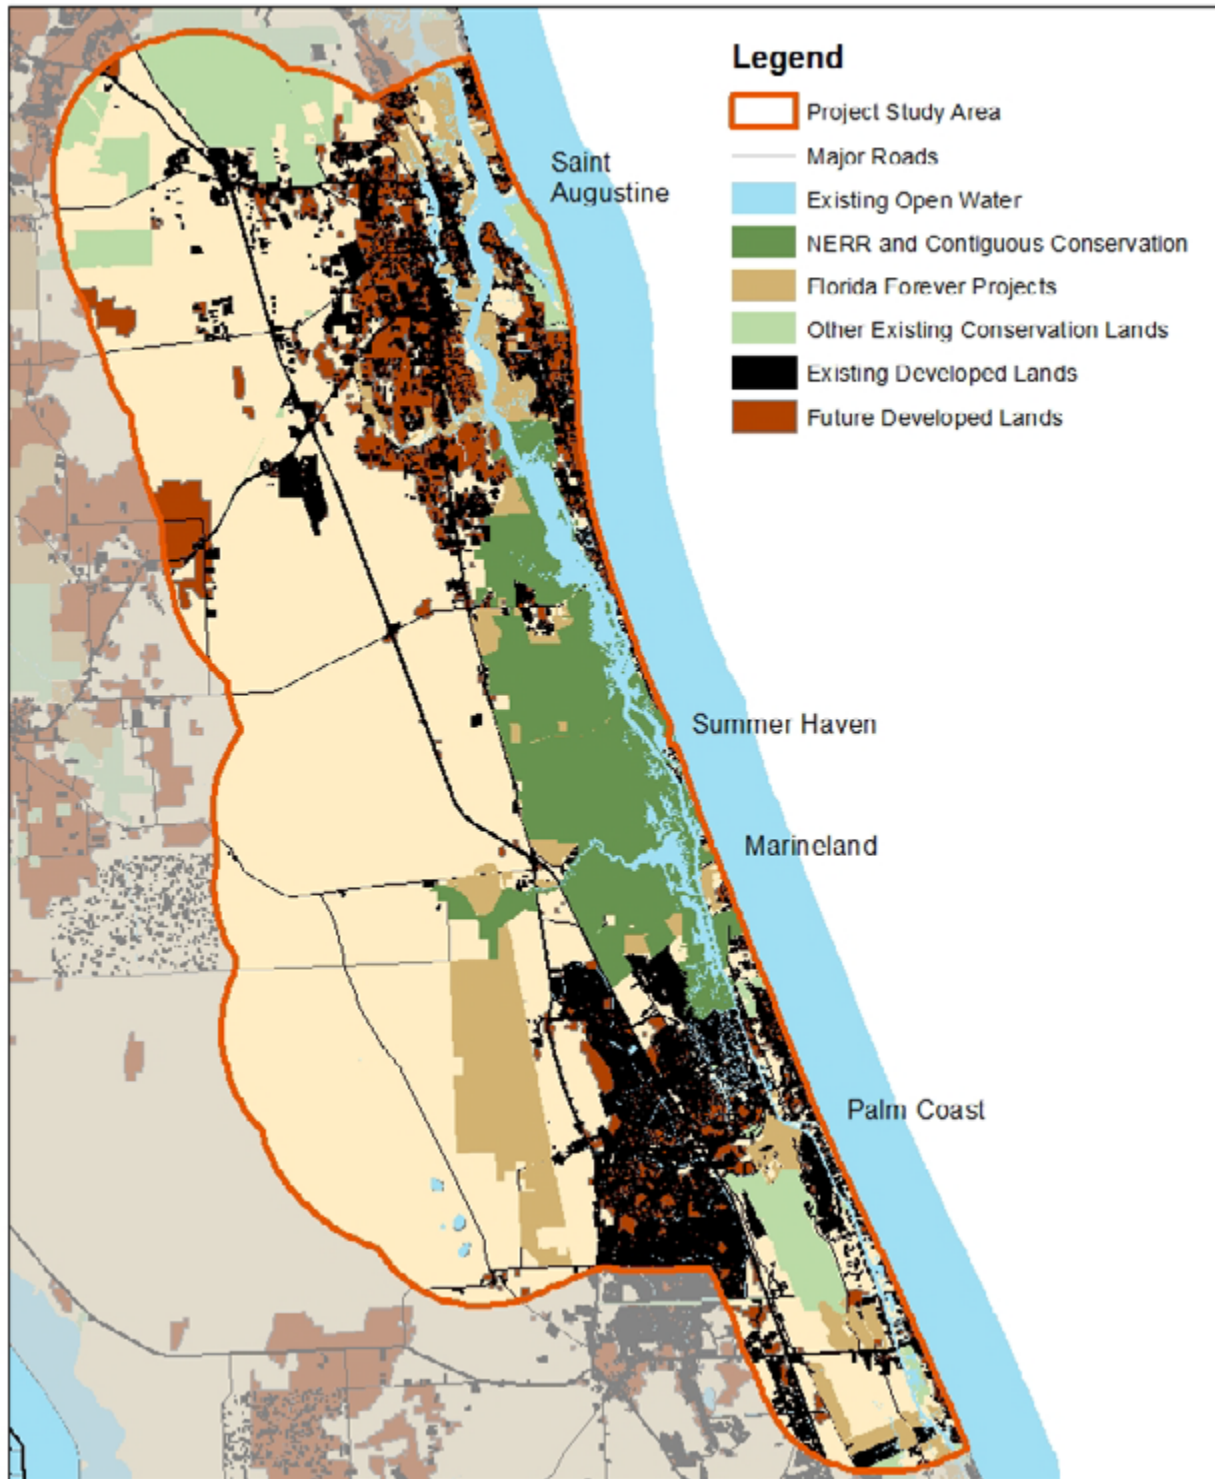 Legend
Project Study Area
Major Roads
Existing Open Water
NERR and Contiguous Conservation
Florida Forever Projects
Other Existing Conservation Lands
Existing Developed Lands
Future Developed Lands
Saint
Augustine
Summer Haven
Marineland
Palm Coast